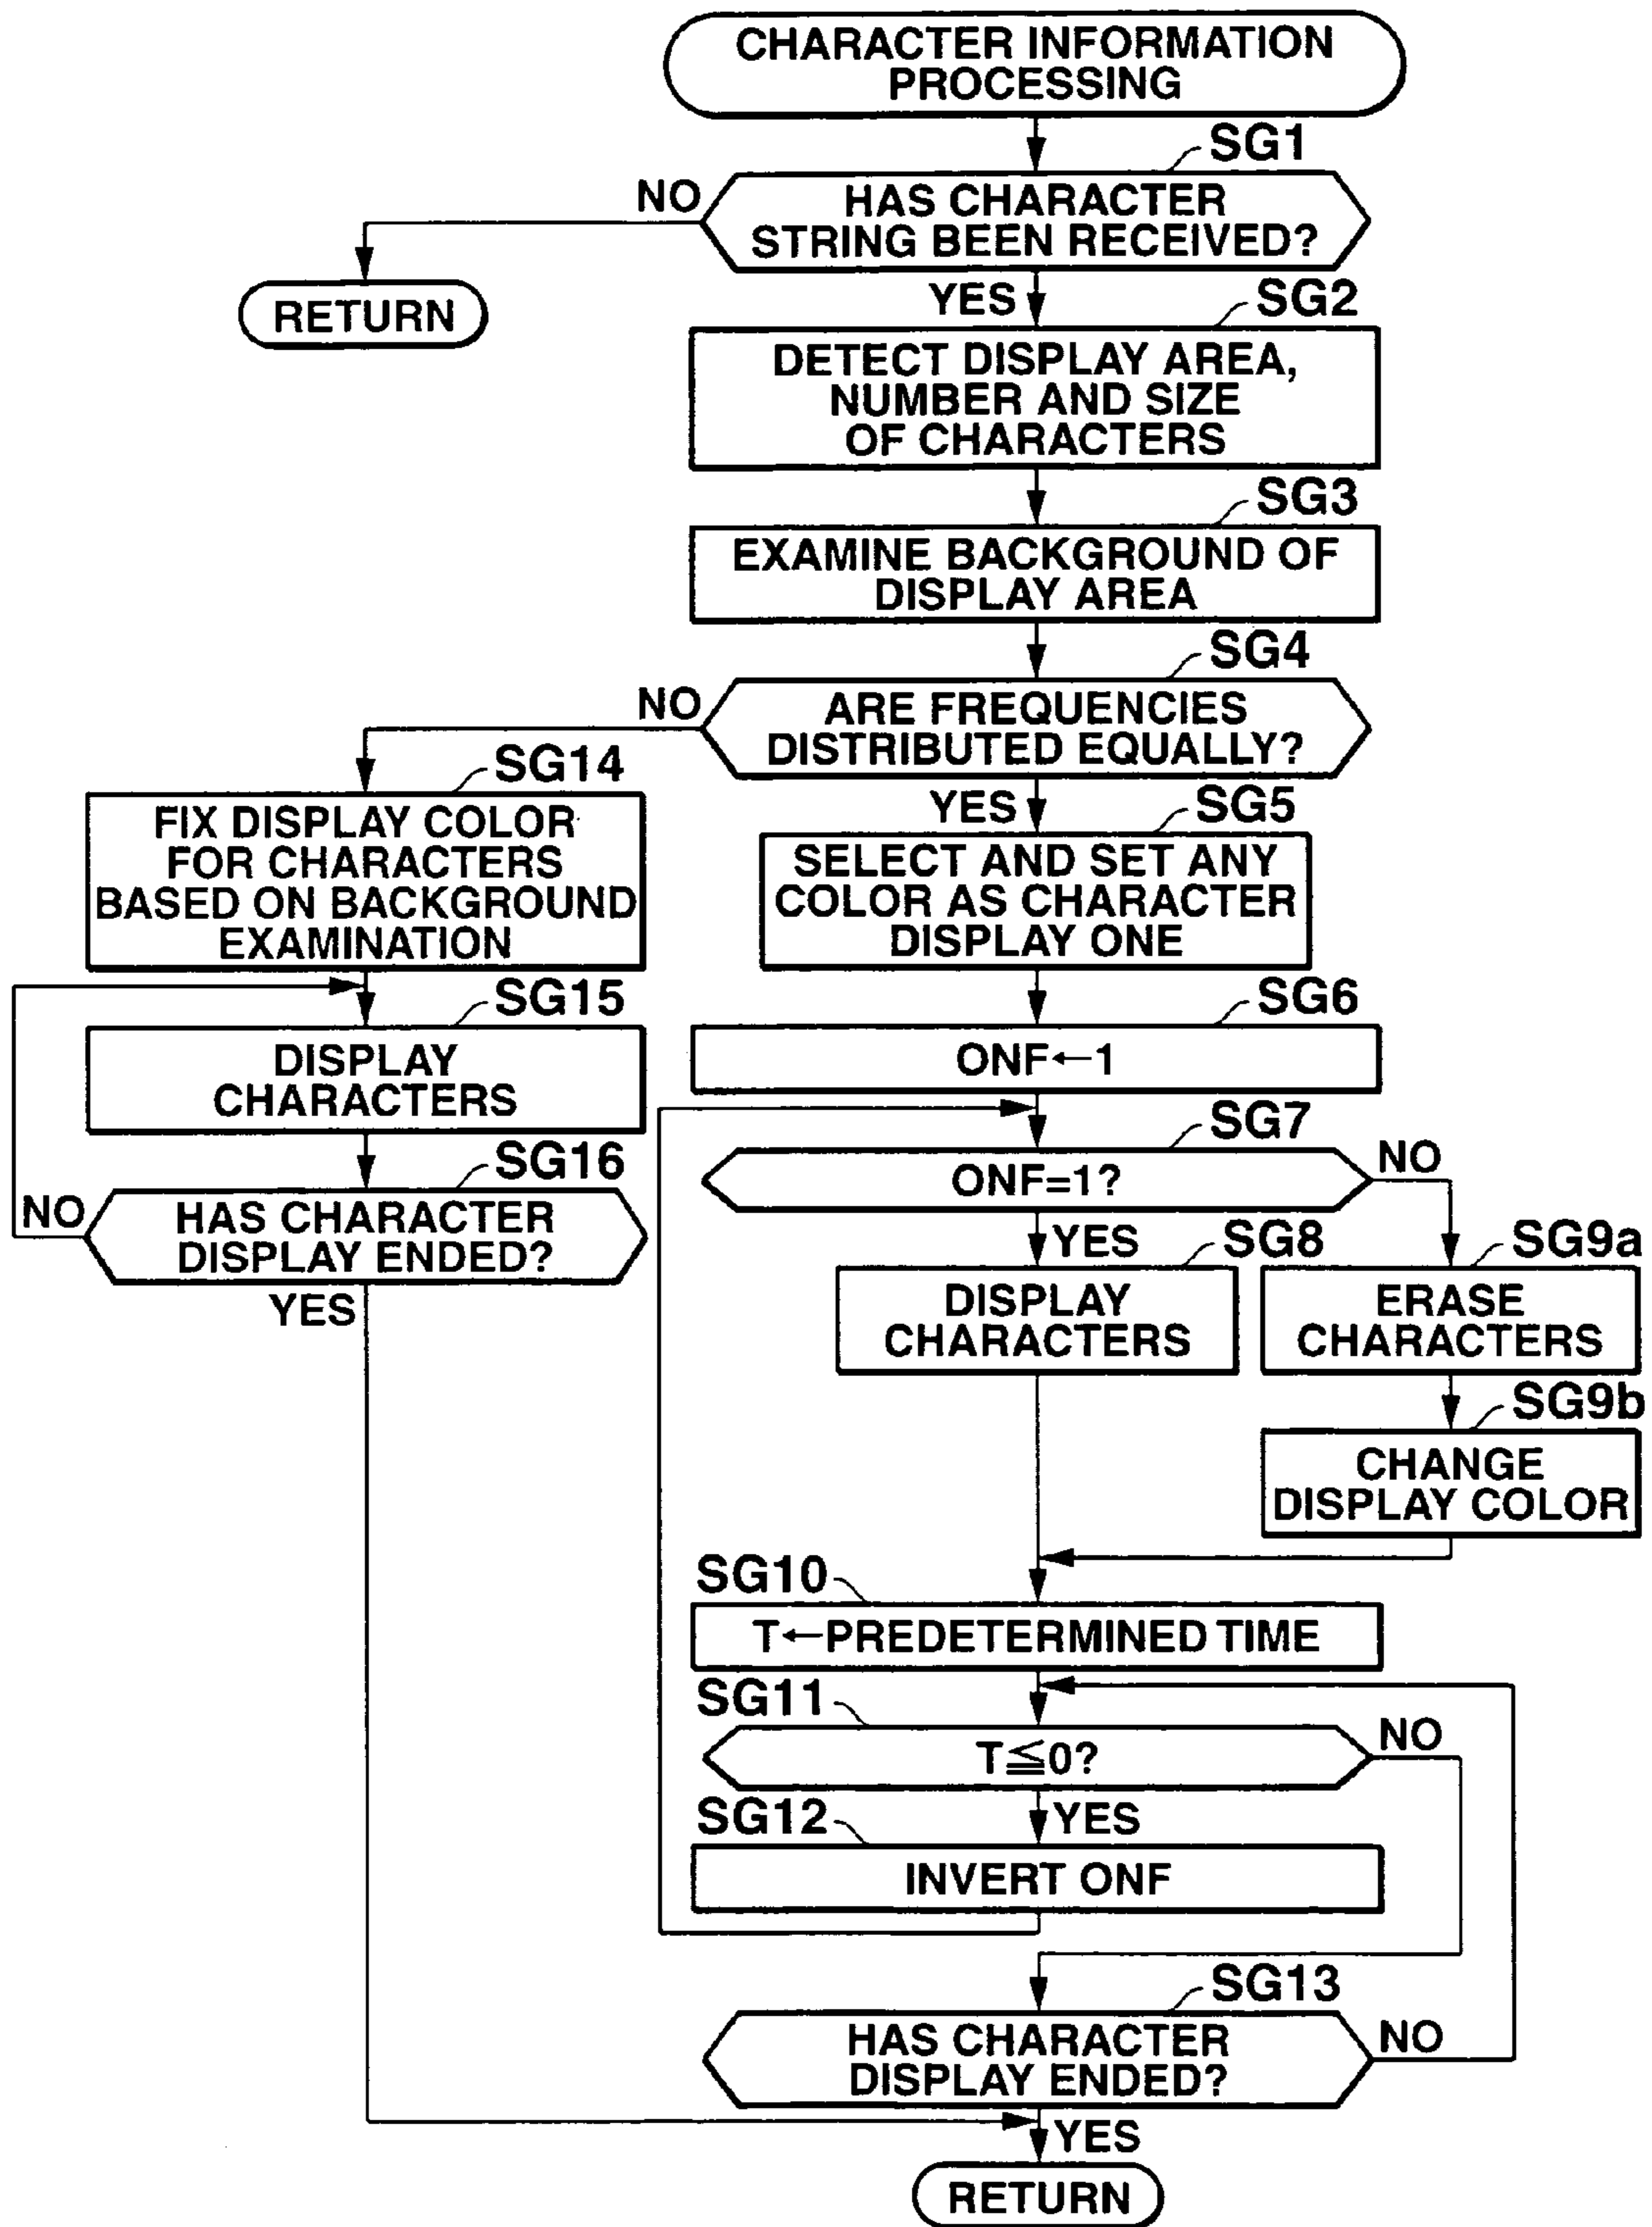 CHARACTER INFORMATION
PROCESSING
SG1
NO
HAS CHARACTER
STRING BEEN RECEIVED?
RETURN
YES
SG2
DETECT DISPLAY AREA,
NUMBER AND SIZE
OF CHARACTERS
SG3
EXAMINE BACKGROUND OF
DISPLAY AREA
SG4
NO
ARE FREQUENCIES
DISTRIBUTED EQUALLY?
SG14
FIX DISPLAY COLOR
FOR CHARACTERS
BASED ON BACKGROUND
EXAMINATION
YES
SG5
SELECT AND SET ANY
COLOR AS CHARACTER
DISPLAY ONE
SG15
DISPLAY
CHARACTERS
SG6
ONF←1
SG16
NO
HAS CHARACTER
DISPLAY ENDED?
YES
SG7
ONF=1?
NO
YES
SG8
DISPLAY
CHARACTERS
SG9a
ERASE
CHARACTERS
SG9b
CHANGE
DISPLAY COLOR
SG10
T←PREDETERMINED TIME
SG11
T≦0?
NO
SG12
YES
INVERT ONF
SG13
HAS CHARACTER
DISPLAY ENDED?
NO
YES
RETURN